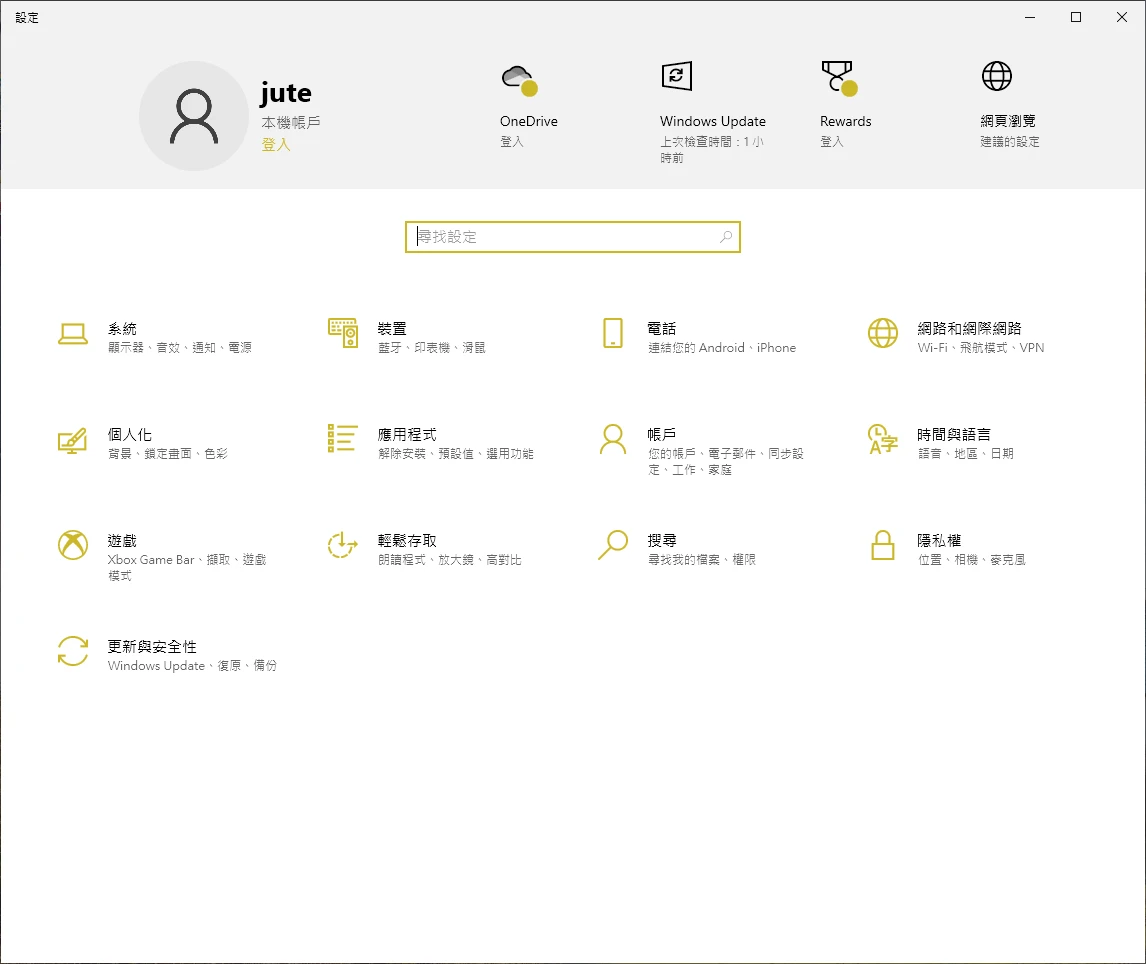 設定
jute
本機帳戶
登入
OneDrive
登入
Windows Update
上次檢查時間：1 小
時前
Rewards
登入
網頁瀏覽
建議的設定
尋找設定
系統
顯示器、音效、通知、電源
裝置
藍牙、印表機、滑鼠
電話
連結您的 Android、iPhone
網路和網際網路
Wi-Fi、飛航模式、VPN
個人化
背景、鎖定畫面、色彩
應用程式
解除安裝、預設值、選用功能
帳戶
您的帳戶、電子郵件、同步設
定、工作、家庭
時間與語言
語音、地區、日期
遊戲
Xbox Game Bar、擷取、遊戲
模式
輕鬆存取
朗讀程式、放大鏡、高對比
搜尋
尋找我的檔案、權限
隱私權
位置、相機、麥克風
更新與安全性
Windows Update、復原、備份